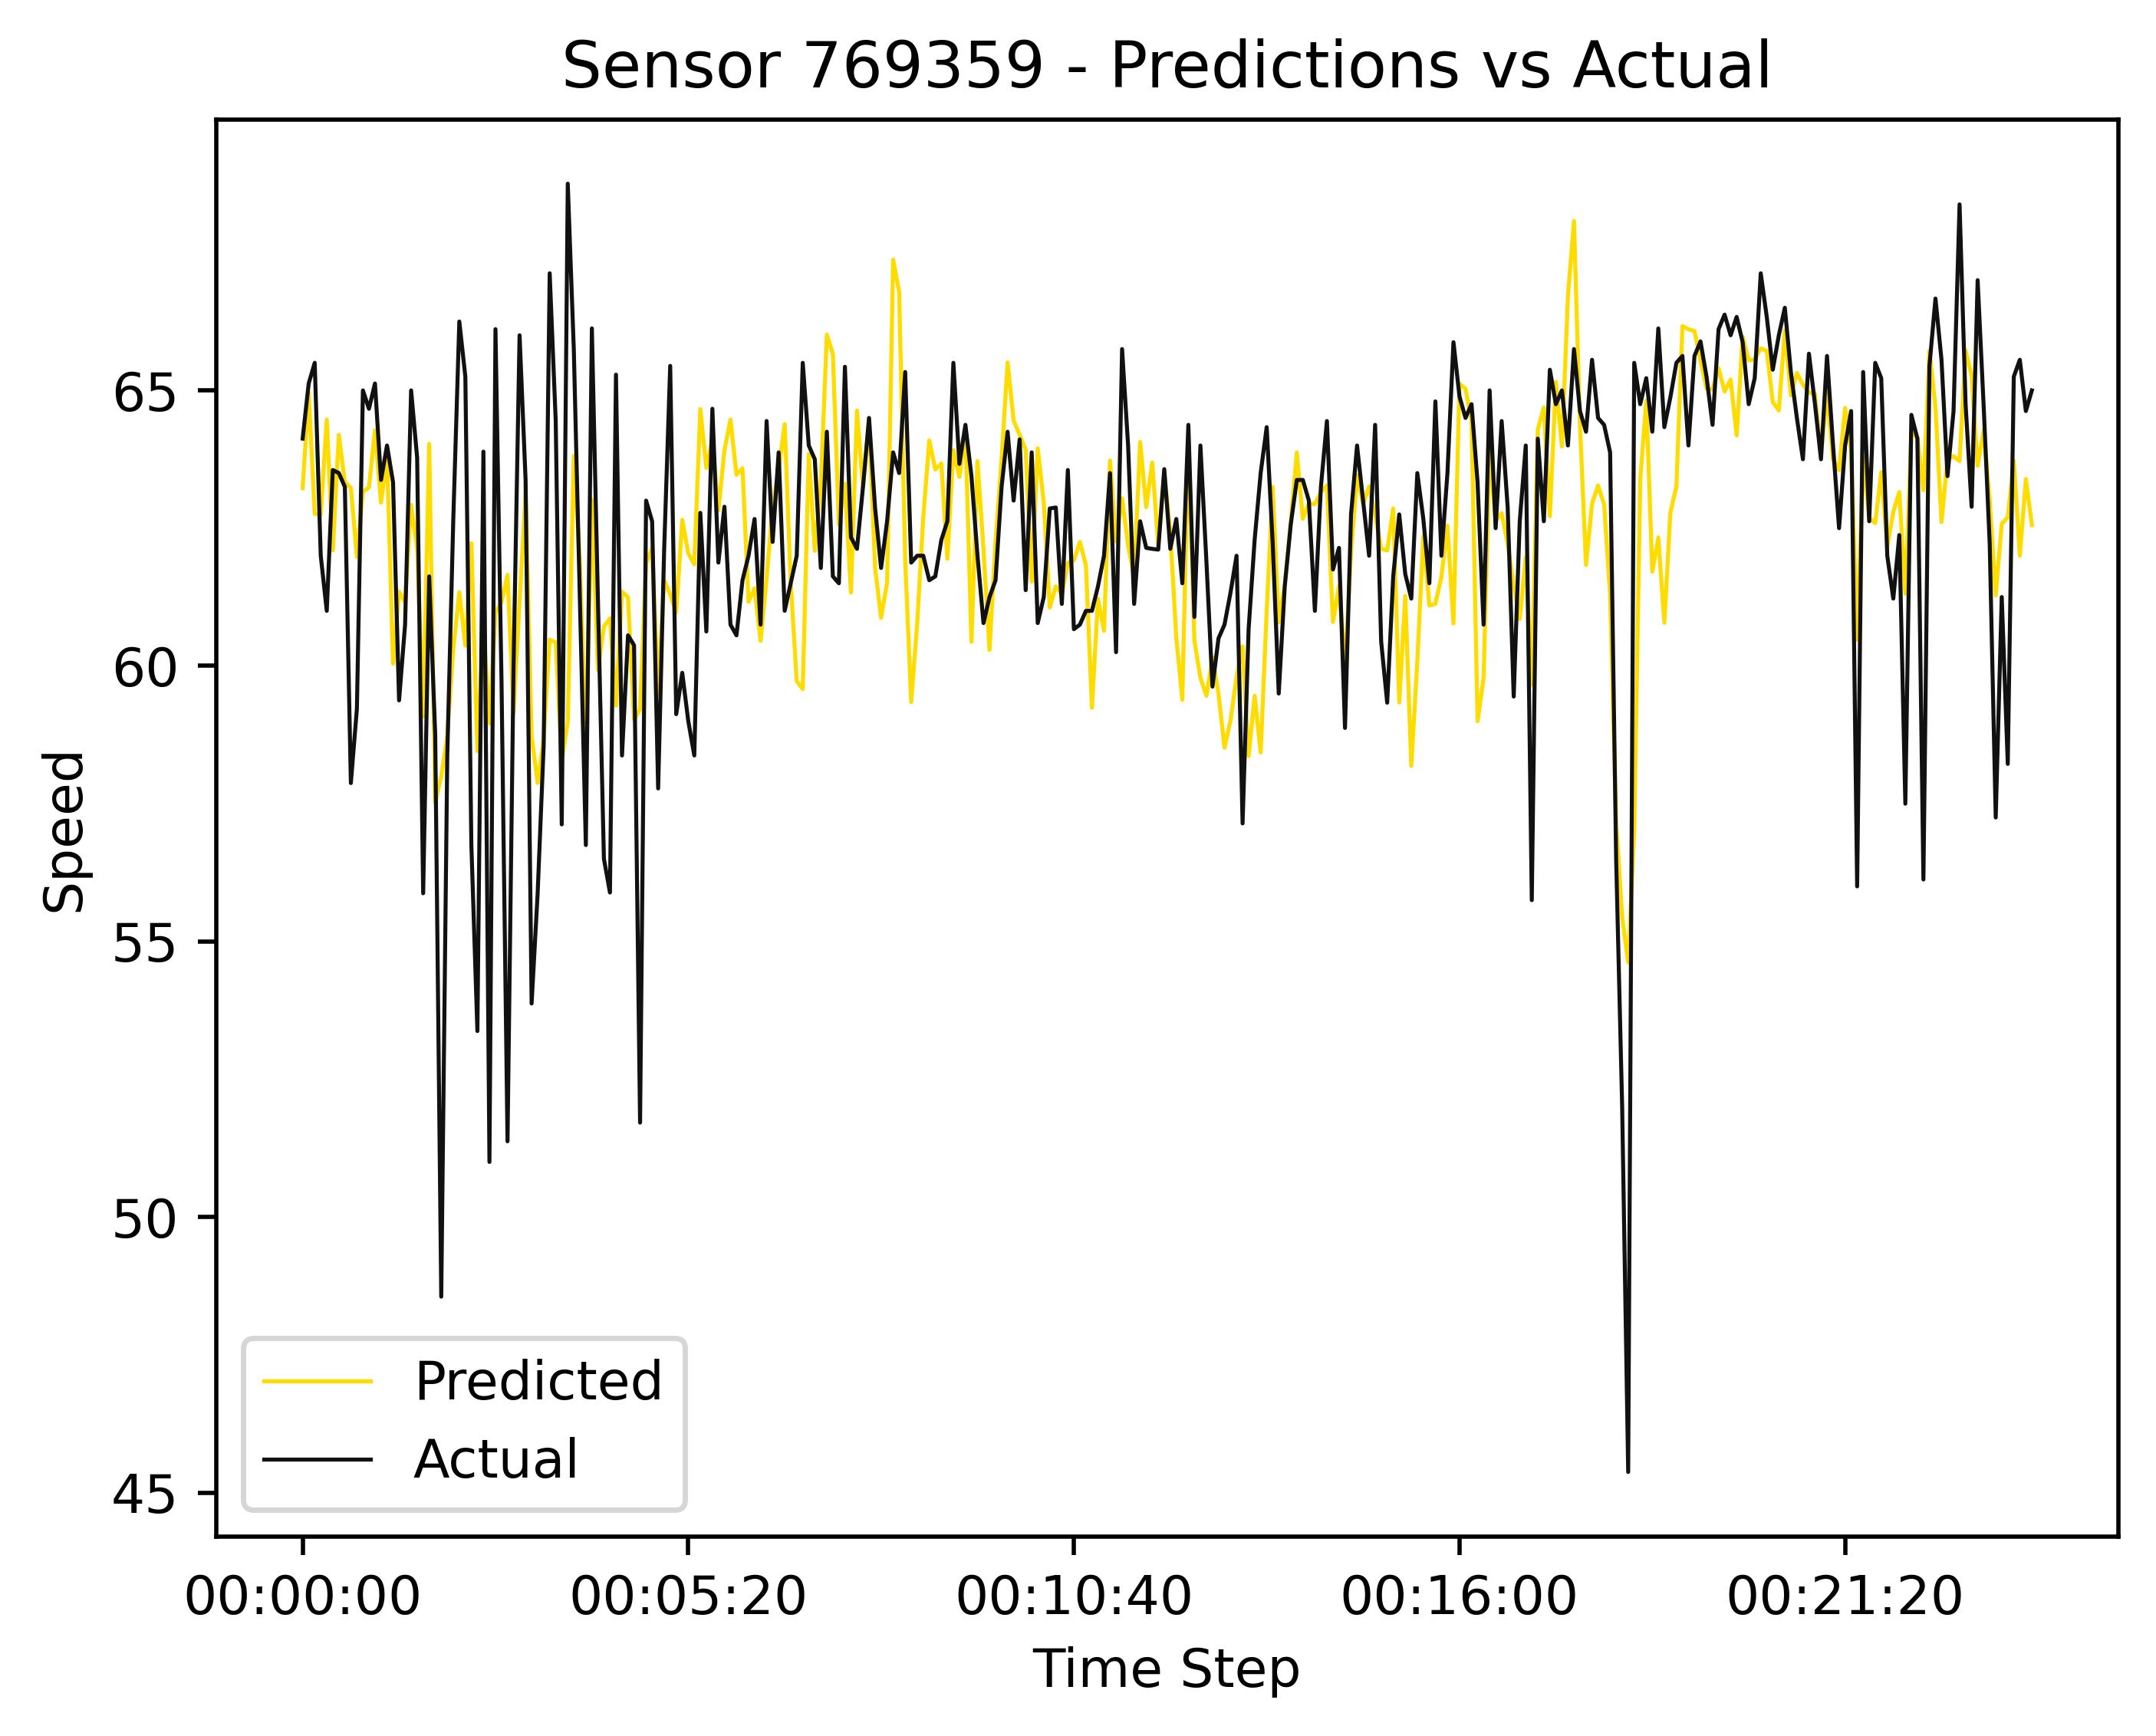 Sensor 769359 - Predictions vs Actual
65
60
55
50
45
Speed
Predicted
Actual
00:00:00 00:05:20 00:10:40 00:16:00 00:21:20
Time Step